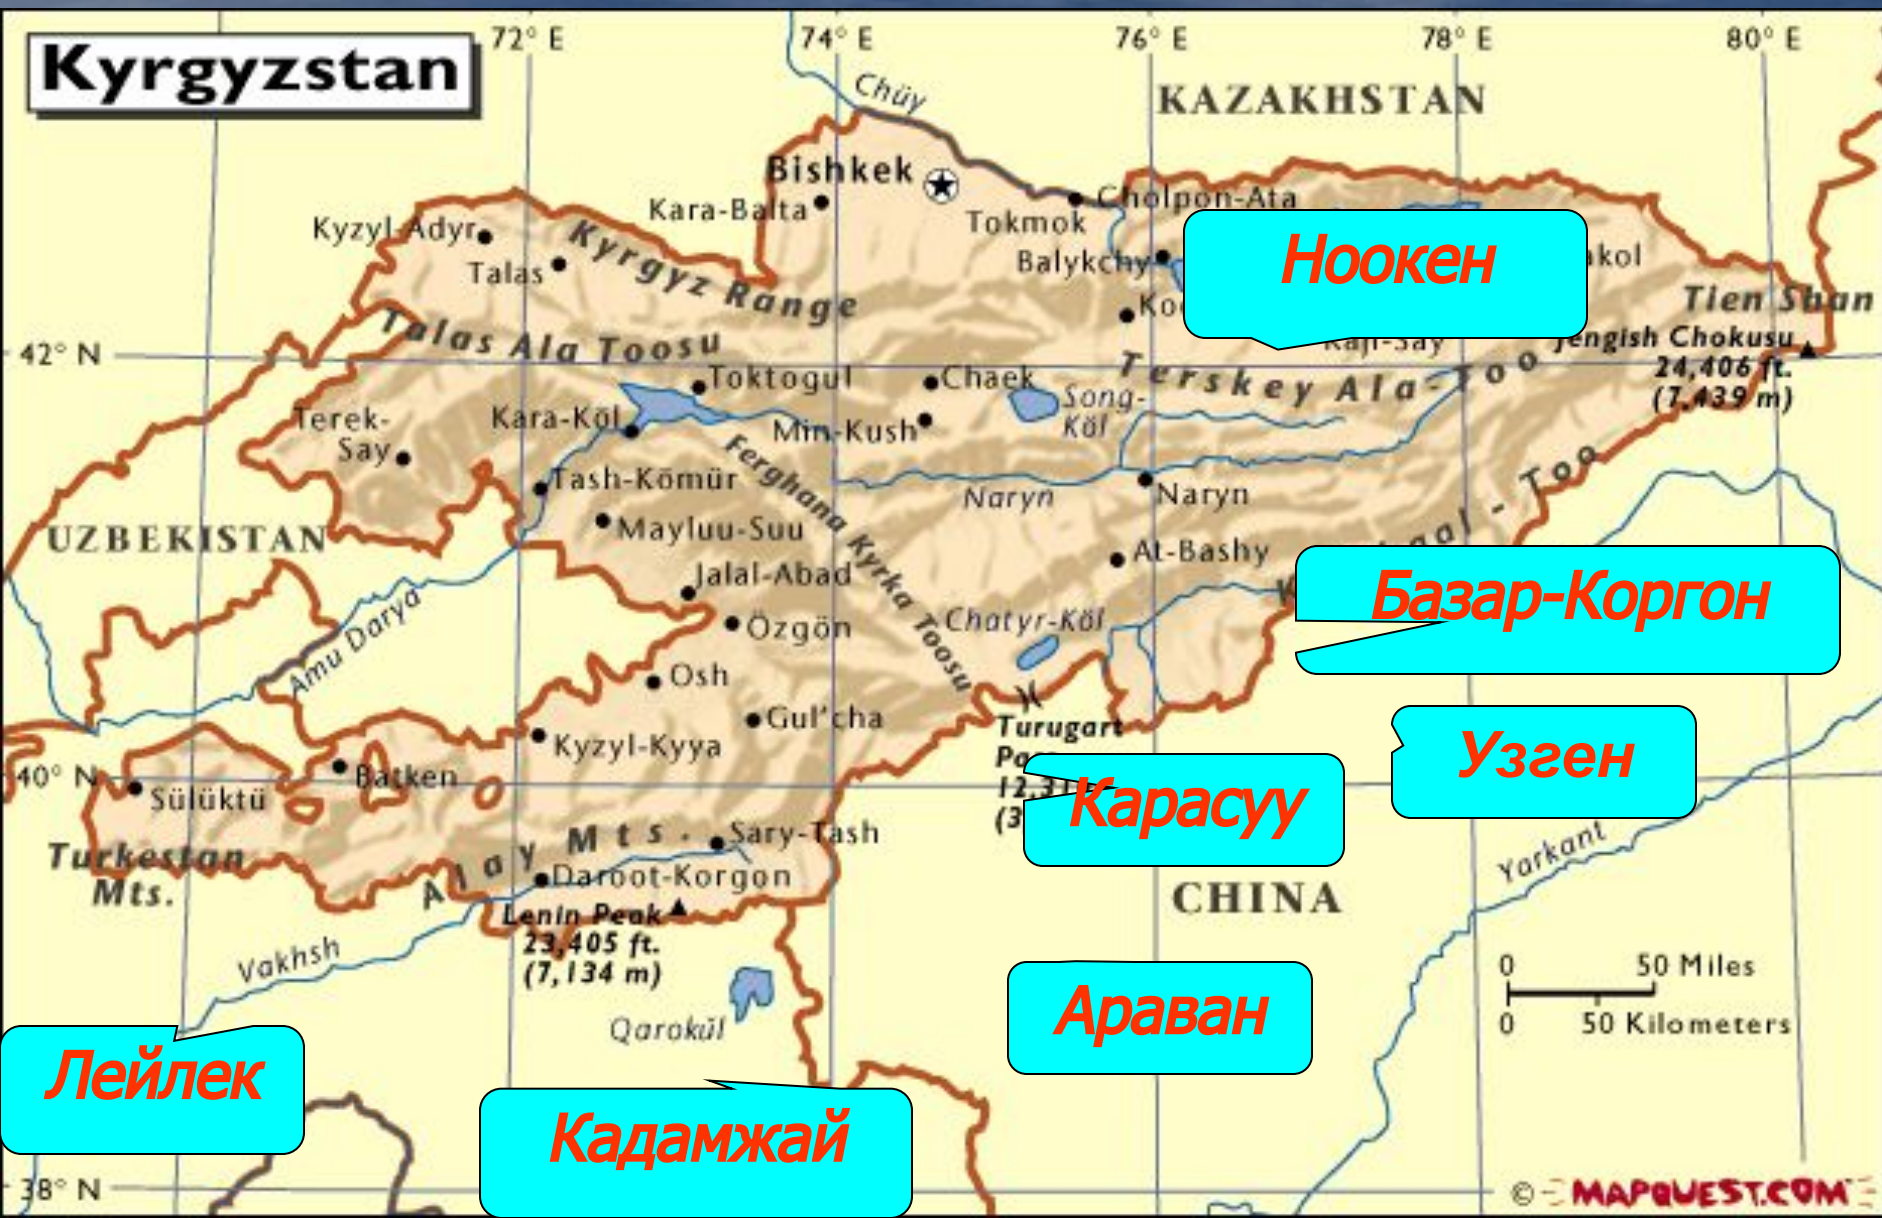 Kyrgyzstan
72° E
74° E
76° E
78° E
80° E
Chüy
KAZAKHSTAN
Bishkek
Cholpon-Ata
Kara-Balta
Tokmok
Kyzyl-Adyr
Talas
Balykchy
Ноокен
Kyrgyz Range
Tien Shan
42° N
Talas Ala Toosu
Jengish Chokusu
24,406 ft.
(7,439 m)
Terskey Ala-Too
Toktogul
Chaek
Song-
Köl
Terek-
Say
Kara-Köl
Min-Kush
Tash-Kömür
Ferghana Kyrka Toosu
Naryn
Naryn
UZBEKISTAN
Mayluu-Suu
At-Bashy
Jalal-Abad
Базар-Коргон
Amu Darya
Özgön
Chatyr-Köl
Osh
Gul'cha
Turugart
Kyzyl-Kyya
Узген
40° N
Batken
Sülüktü
Карасуу
Turkestan
Mts.
Alay Mts.
Sary-Tash
Daroot-Korgon
Yarkant
CHINA
Lenin Peak
23,405 ft.
(7,134 m)
Vakhsh
0 50 Miles
0 50 Kilometers
Араван
Qarokŭl
Лейлек
Кадамжай
38° N
© MAPQUEST.COM